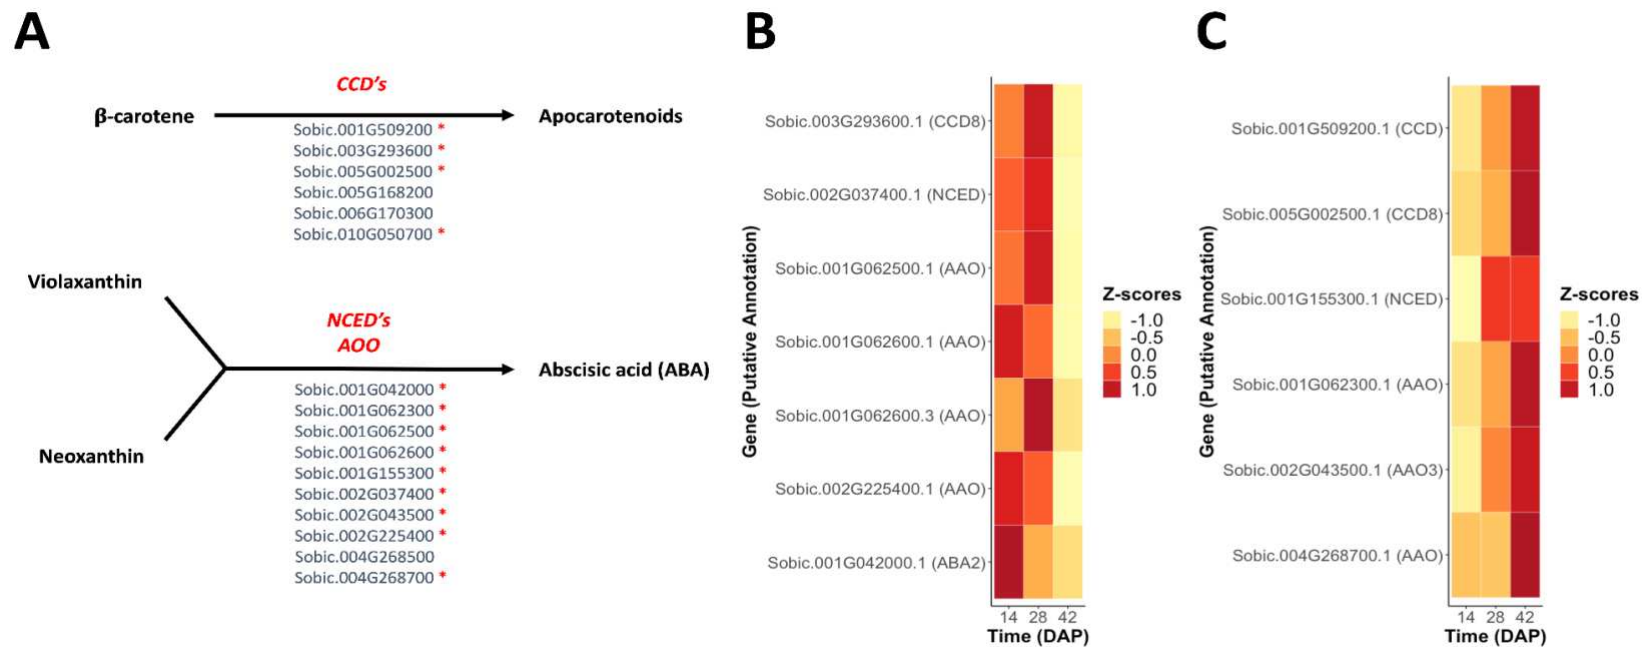 A
CCD's
β-carotene
Apocarotenoids
Sobic.001G509200 *
Sobic.003G293600 *
Sobic.005G002500 *
Sobic.005G168200
Sobic.006G170300
Sobic.010G050700 *
Violaxanthin
NCED's
AOO
Abscisic acid (ABA)
Neoxanthin
Sobic.001G042000 *
Sobic.001G062300 *
Sobic.001G062500 *
Sobic.001G062600 *
Sobic.001G155300 *
Sobic.002G037400 *
Sobic.002G043500 *
Sobic.002G225400 *
Sobic.004G268500
Sobic.004G268700 *
B
Gene (Putative Annotation)
Sobic.003G293600.1 (CCD8)
Sobic.002G037400.1 (NCED)
Sobic.001G062500.1 (AAO)
Sobic.001G062600.1 (AAO)
Sobic.001G062600.3 (AAO)
Sobic.002G225400.1 (AAO)
Sobic.001G042000.1 (ABA2)
14 28 42
Time (DAP)
Z-scores
-1.0
-0.5
0.0
0.5
1.0
C
Gene (Putative Annotation)
Sobic.001G509200.1 (CCD)
Sobic.005G002500.1 (CCD8)
Sobic.001G155300.1 (NCED)
Sobic.001G062300.1 (AAO)
Sobic.002G043500.1 (AAO3)
Sobic.004G268700.1 (AAO)
14 28 42
Time (DAP)
Z-scores
-1.0
-0.5
0.0
0.5
1.0